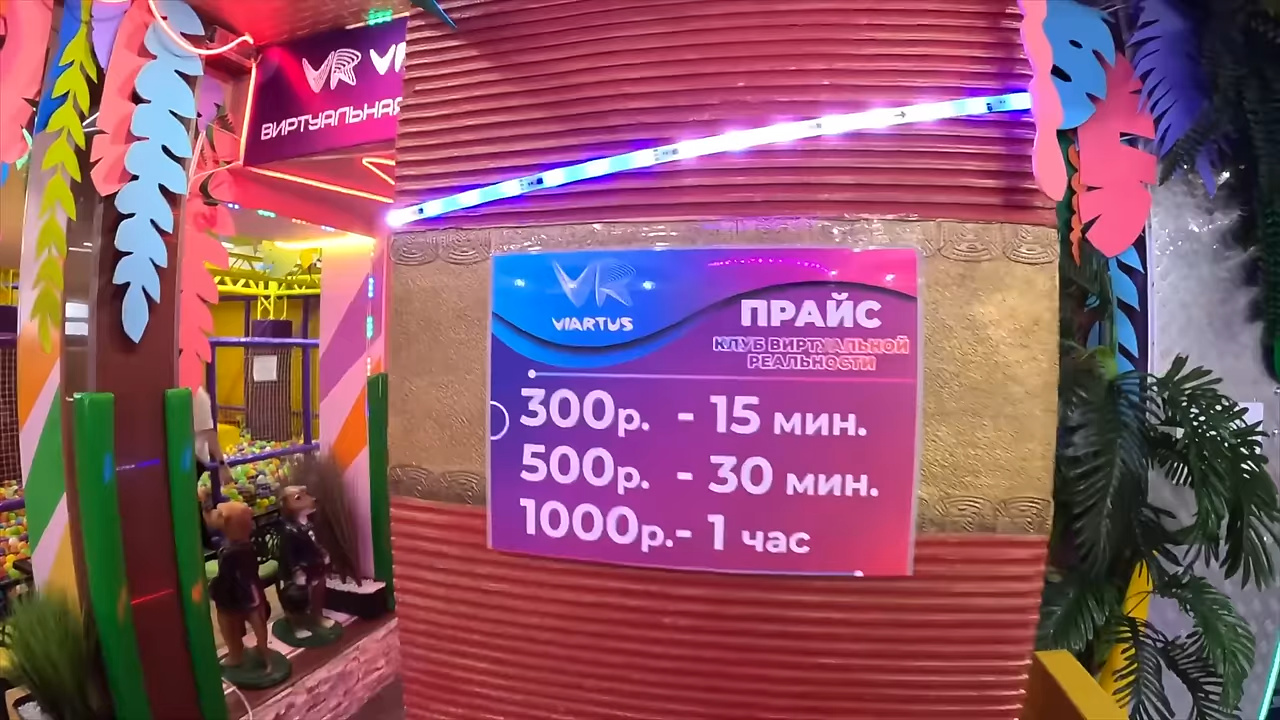 VR
ВИРТУАЛЬНАЯ
VR
VIARTUS
ПРАЙС
КЛУБ ВИРТУАЛЬНОЙ
РЕАЛЬНОСТИ
300р. - 15 мин.
500р. - 30 мин.
1000р.- 1 час